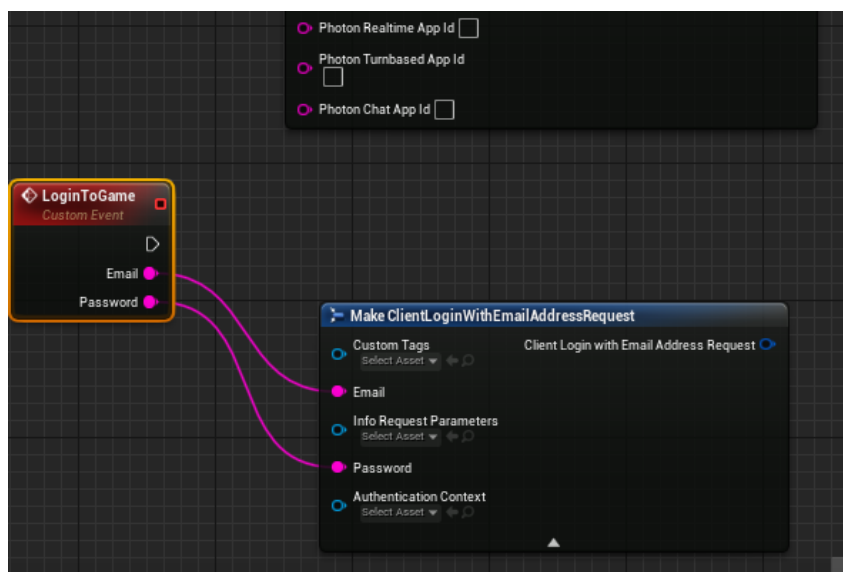 Photon Realtime App Id
Photon Turnbased App Id
Photon Chat App Id
LoginToGame
Custom Event
Email
Password
Make ClientLoginWithEmailAddressRequest
Custom Tags
Client Login with Email Address Request
Select Asset
Email
Info Request Parameters
Select Asset
Password
Authentication Context
Select Asset